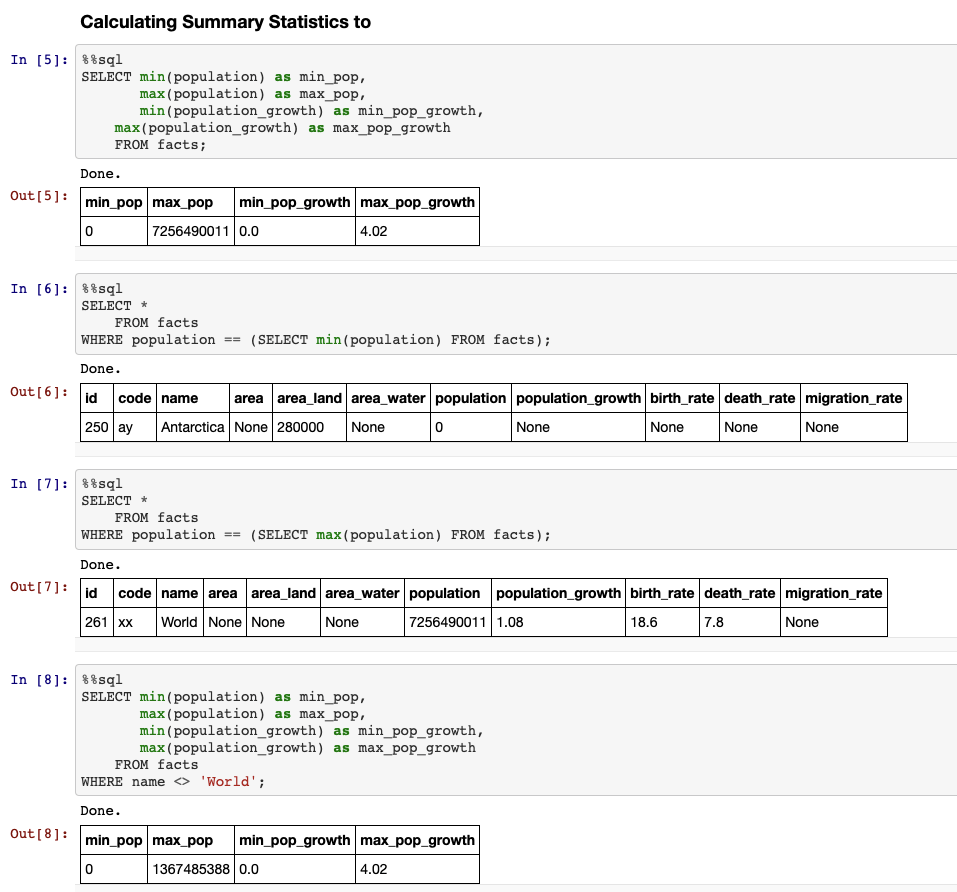 Calculating Summary Statistics to
In [5]: %%sql
SELECT min(population) as min_pop,
max(population) as max_pop,
min(population_growth) as min_pop_growth,
max(population_growth) as max_pop_growth
FROM facts;
Done.
Out[5]: min_pop max_pop min_pop_growth max_pop_growth
0 7256490011 0.0 4.02
In [6]: %%sql
SELECT *
FROM facts
WHERE population == (SELECT min(population) FROM facts);
Done.
Out[6]: id code name area area_land area_water population population_growth birth_rate death_rate migration_rate
250 ay Antarctica None 280000 None 0 None None None None
In [7]: %%sql
SELECT *
FROM facts
WHERE population == (SELECT max(population) FROM facts);
Done.
Out[7]: id code name area area_land area_water population population_growth birth_rate death_rate migration_rate
261 xx World None None None 7256490011 1.08 18.6 7.8 None
In [8]: %%sql
SELECT min(population) as min_pop,
max(population) as max_pop,
min(population_growth) as min_pop_growth,
max(population_growth) as max_pop_growth
FROM facts
WHERE name <> 'World';
Done.
Out[8]: min_pop max_pop min_pop_growth max_pop_growth
0 1367485388 0.0 4.02